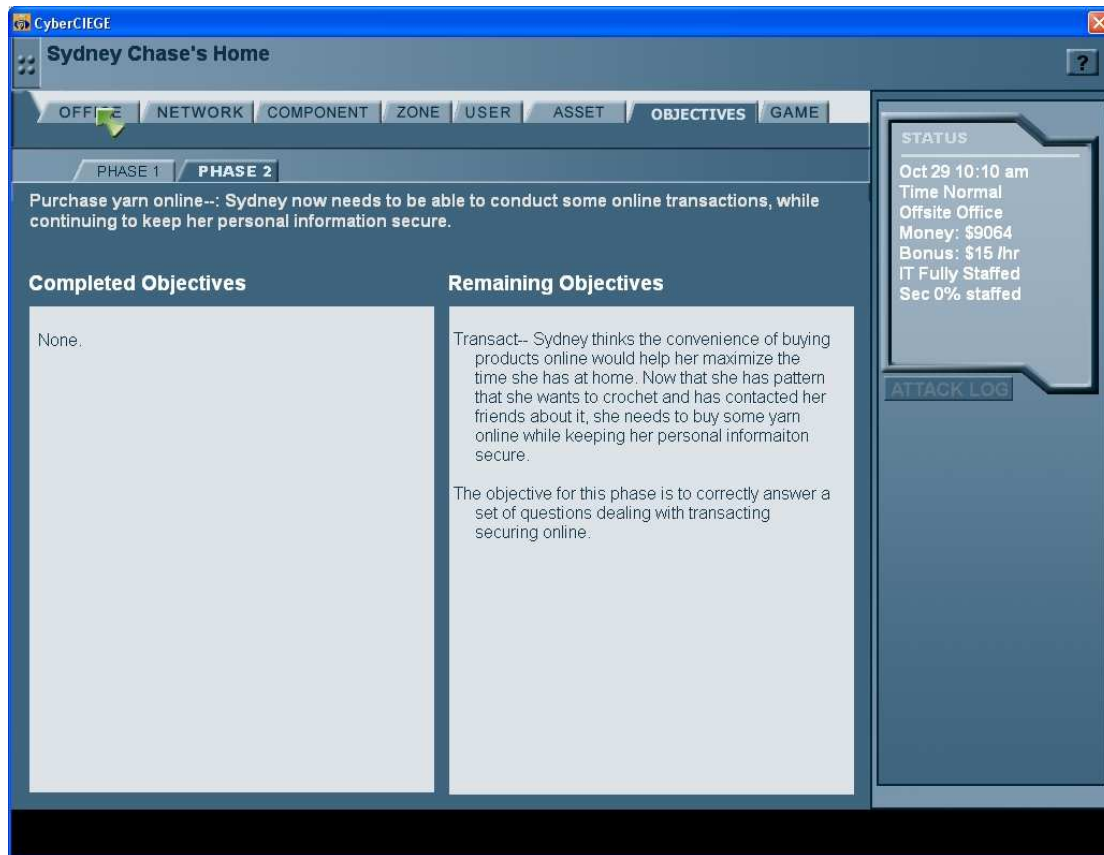 CyberCIEGE
Sydney Chase's Home
?
OFFICE NETWORK COMPONENT ZONE USER ASSET OBJECTIVES GAME
PHASE 1 PHASE 2
Purchase yarn online--: Sydney now needs to be able to conduct some online transactions, while
continuing to keep her personal information secure.
Completed Objectives
None.
Remaining Objectives
Transact-- Sydney thinks the convenience of buying
products online would help her maximize the
time she has at home. Now that she has pattern
that she wants to crochet and has contacted her
friends about it, she needs to buy some yarn
online while keeping her personal informaiton
secure.
The objective for this phase is to correctly answer a
set of questions dealing with transacting
securing online.
STATUS
Oct 29 10:10 am
Time Normal
Offsite Office
Money: $9064
Bonus: $15 /hr
IT Fully Staffed
Sec 0% staffed
ATTACK LOG